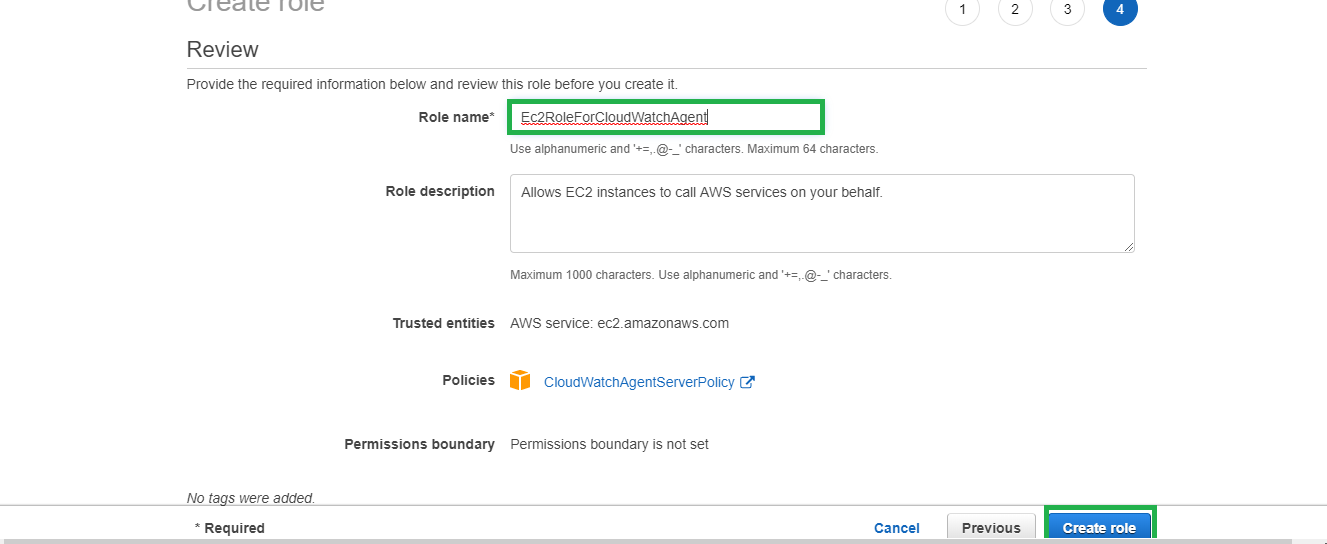 Create role
1 2 3 4
Review
Provide the required information below and review this role before you create it.
Role name* Ec2RoleForCloudWatchAgent
Use alphanumeric and '+=,.@-_' characters. Maximum 64 characters.
Role description Allows EC2 instances to call AWS services on your behalf.
Maximum 1000 characters. Use alphanumeric and '+=,.@-_' characters.
Trusted entities AWS service: ec2.amazonaws.com
Policies CloudWatchAgentServerPolicy
Permissions boundary Permissions boundary is not set
No tags were added.
* Required Cancel Previous Create role